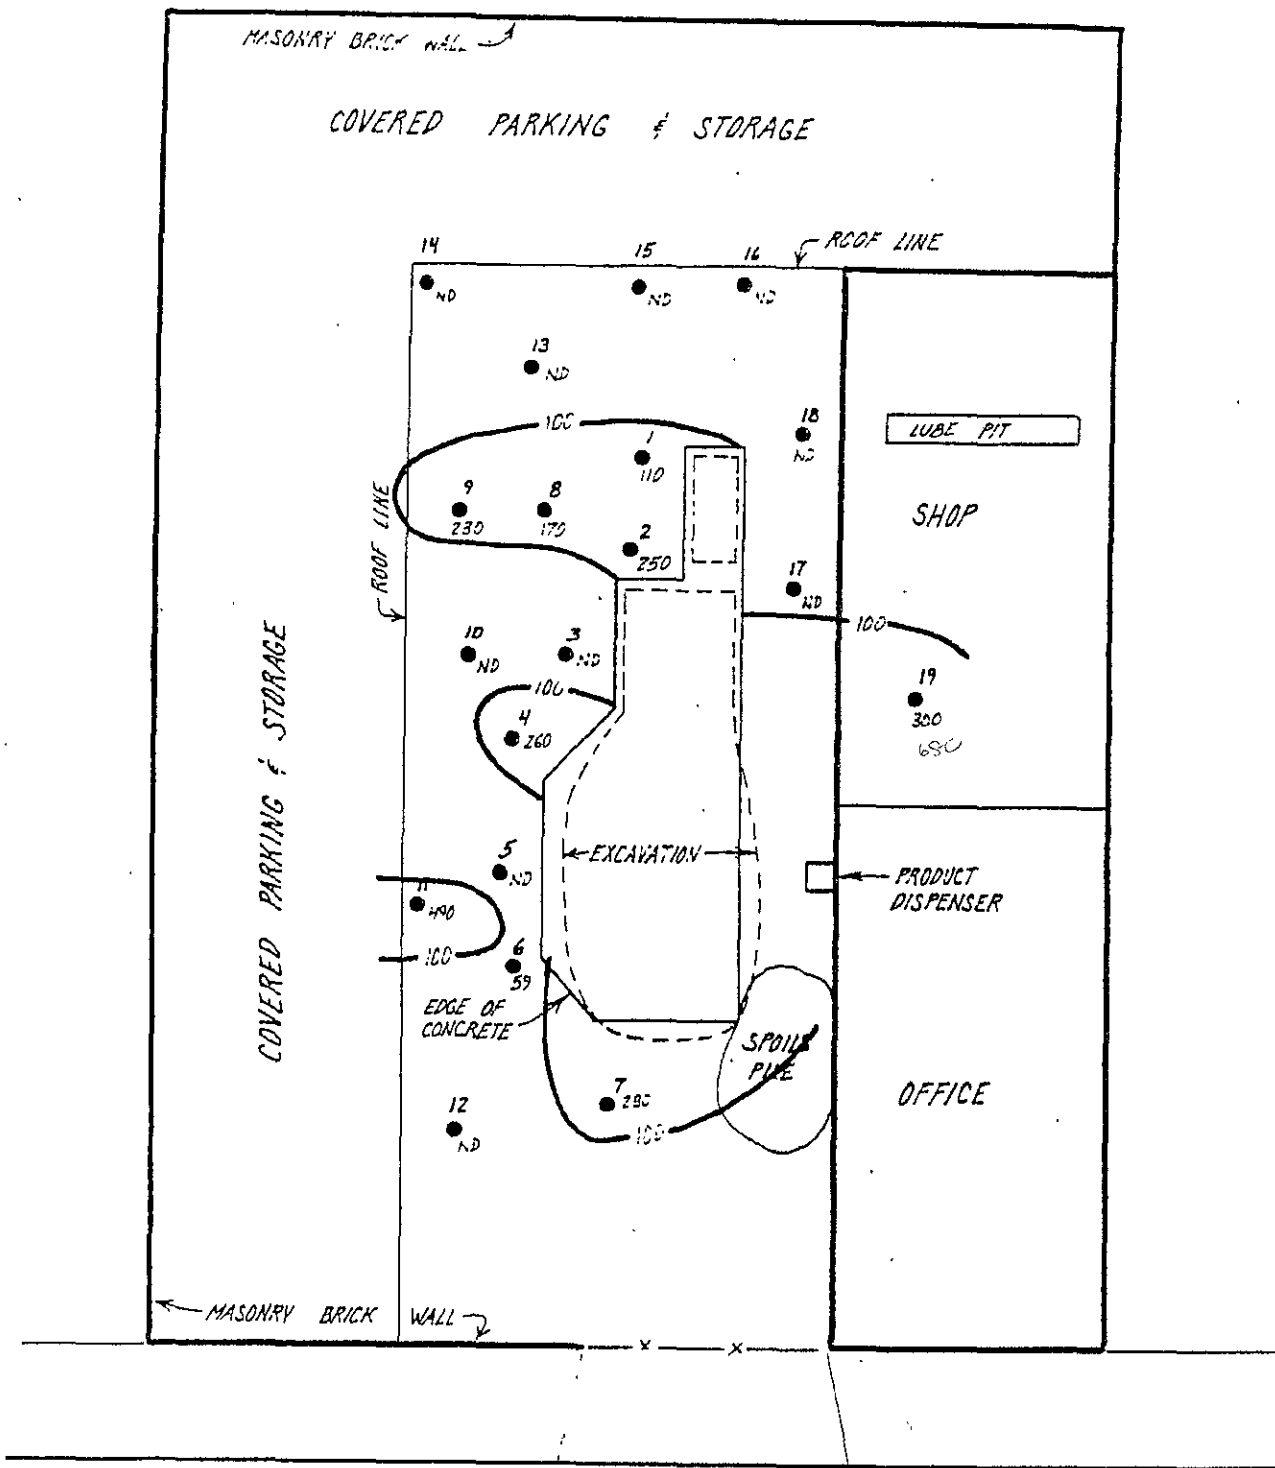 MASONRY BRICK WALL
COVERED PARKING & STORAGE
ROOF LINE
14
ND
15
ND
16
ND
13
ND
18
ND
LUBE PIT
100
1
110
SHOP
9
230
8
170
2
250
ROOF LINE
17
ND
100
10
ND
3
ND
100
19
300
680
4
260
COVERED PARKING & STORAGE
EXCAVATION
5
ND
PRODUCT
DISPENSER
11
490
100
6
59
EDGE OF
CONCRETE
SPOILS
PILE
OFFICE
7
280
100
12
ND
MASONRY BRICK WALL
x x